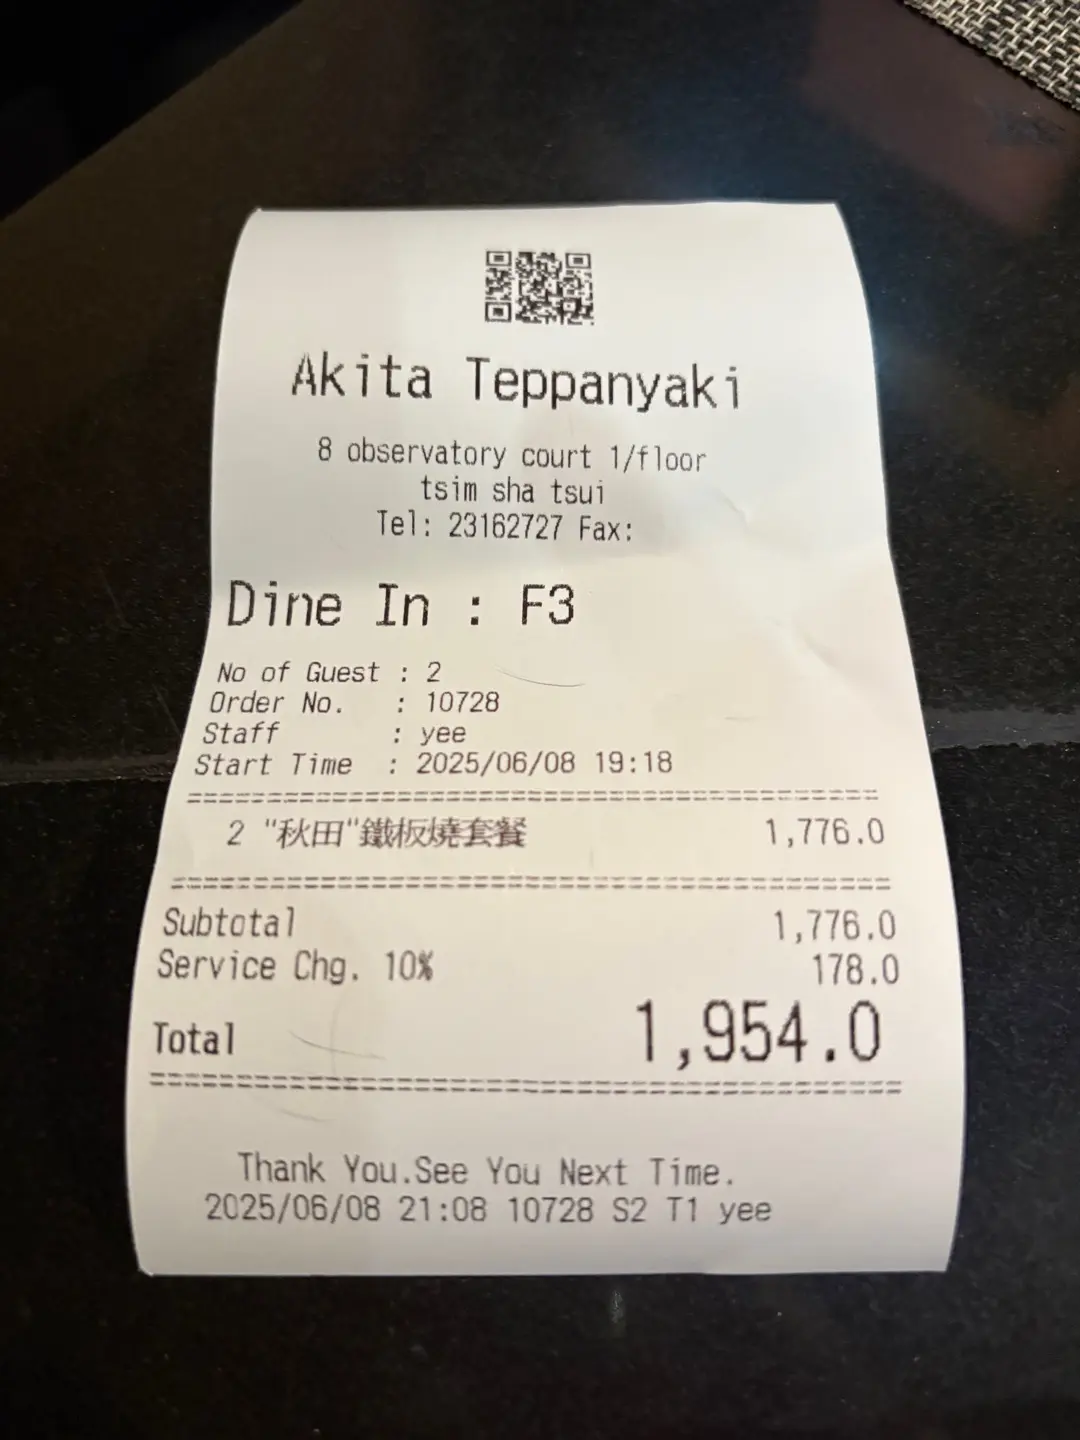 Akita Teppanyaki
8 observatory court 1/floor
tsim sha tsui
Tel: 23162727 Fax:
Dine In : F3
No of Guest : 2
Order No. : 10728
Staff : yee
Start Time : 2025/06/08 19:18
2 "秋田"鐵板燒套餐 1,776.0
Subtotal 1,776.0
Service Chg. 10% 178.0
Total 1,954.0
Thank You.See You Next Time.
2025/06/08 21:08 10728 S2 T1 yee